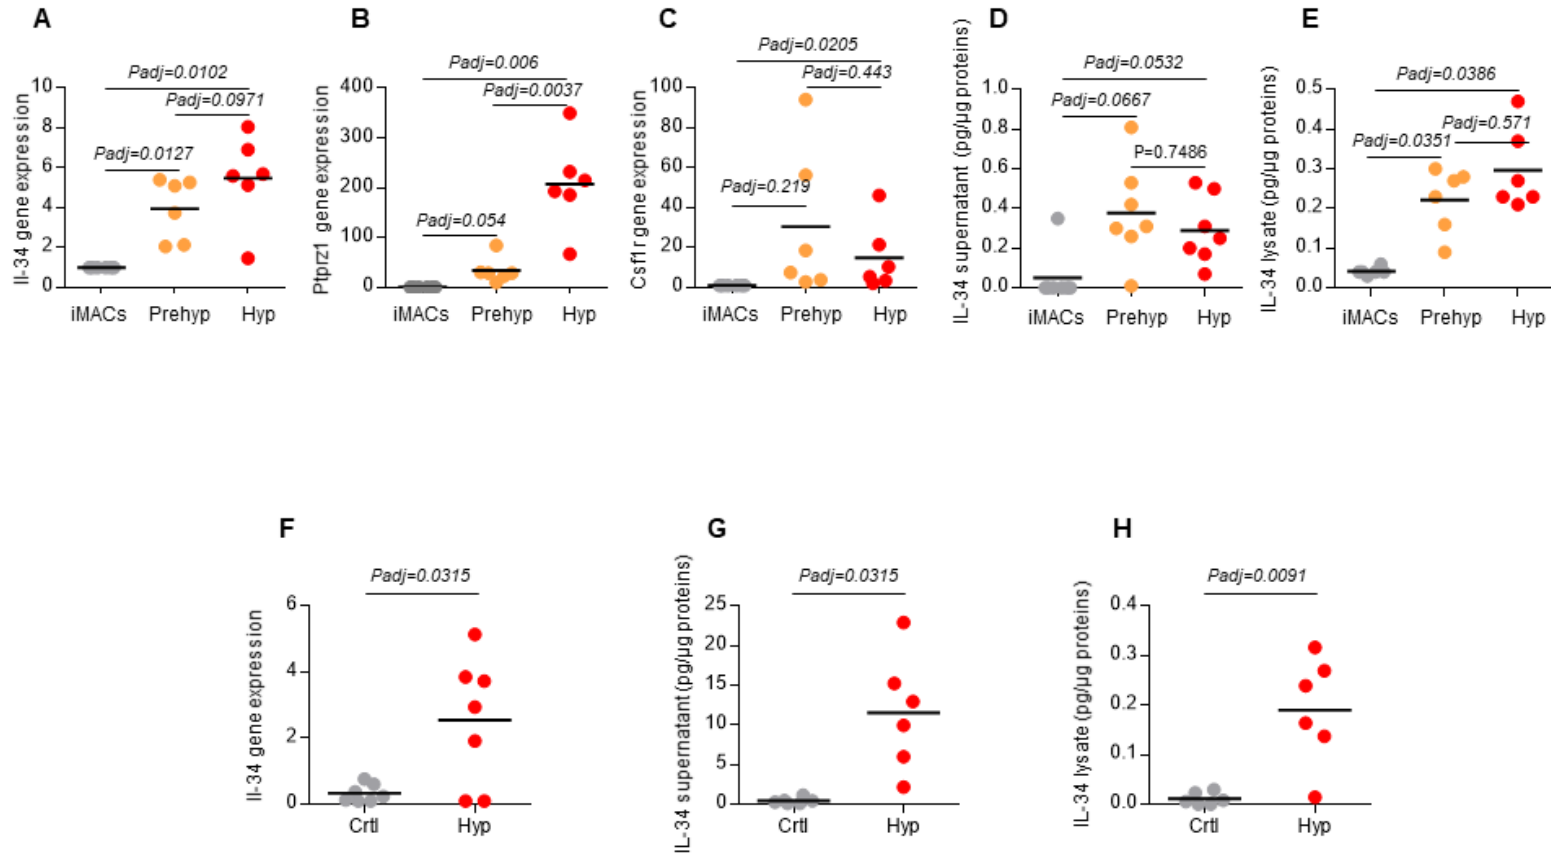 A
B
C
D
E
Il-34 gene expression
10
8
6
4
2
0
Padj=0.0102
Padj=0.0971
Padj=0.0127
iMACs Prehyp Hyp
Ptprz1 gene expression
400
300
200
100
0
Padj=0.006
Padj=0.0037
Padj=0.054
iMACs Prehyp Hyp
Csf1r gene expression
100
80
60
40
20
0
Padj=0.0205
Padj=0.443
Padj=0.219
iMACs Prehyp Hyp
IL-34 supernatant (pg/µg proteins)
1.0
0.8
0.6
0.4
0.2
0.0
Padj=0.0532
Padj=0.0667
P=0.7486
iMACs Prehyp Hyp
IL-34 lysate (pg/µg proteins)
0.5
0.4
0.3
0.2
0.1
0.0
Padj=0.0386
Padj=0.571
Padj=0.0351
iMACs Prehyp Hyp
F
G
H
Il-34 gene expression
6
4
2
0
Padj=0.0315
Crtl Hyp
IL-34 supernatant (pg/µg proteins)
25
20
15
10
5
0
Padj=0.0315
Crtl Hyp
IL-34 lysate (pg/µg proteins)
0.4
0.3
0.2
0.1
0.0
Padj=0.0091
Crtl Hyp